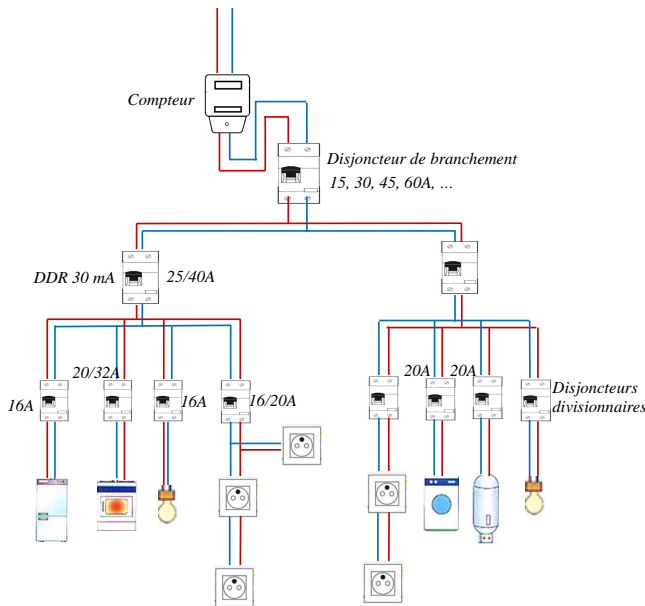 Compteur
Disjoncteur de branchement
15, 30, 45, 60A, ...
DDR 30 mA
25/40A
20/32A
16A
16A
16/20A
20A
20A
Disjoncteurs
divisionnaires